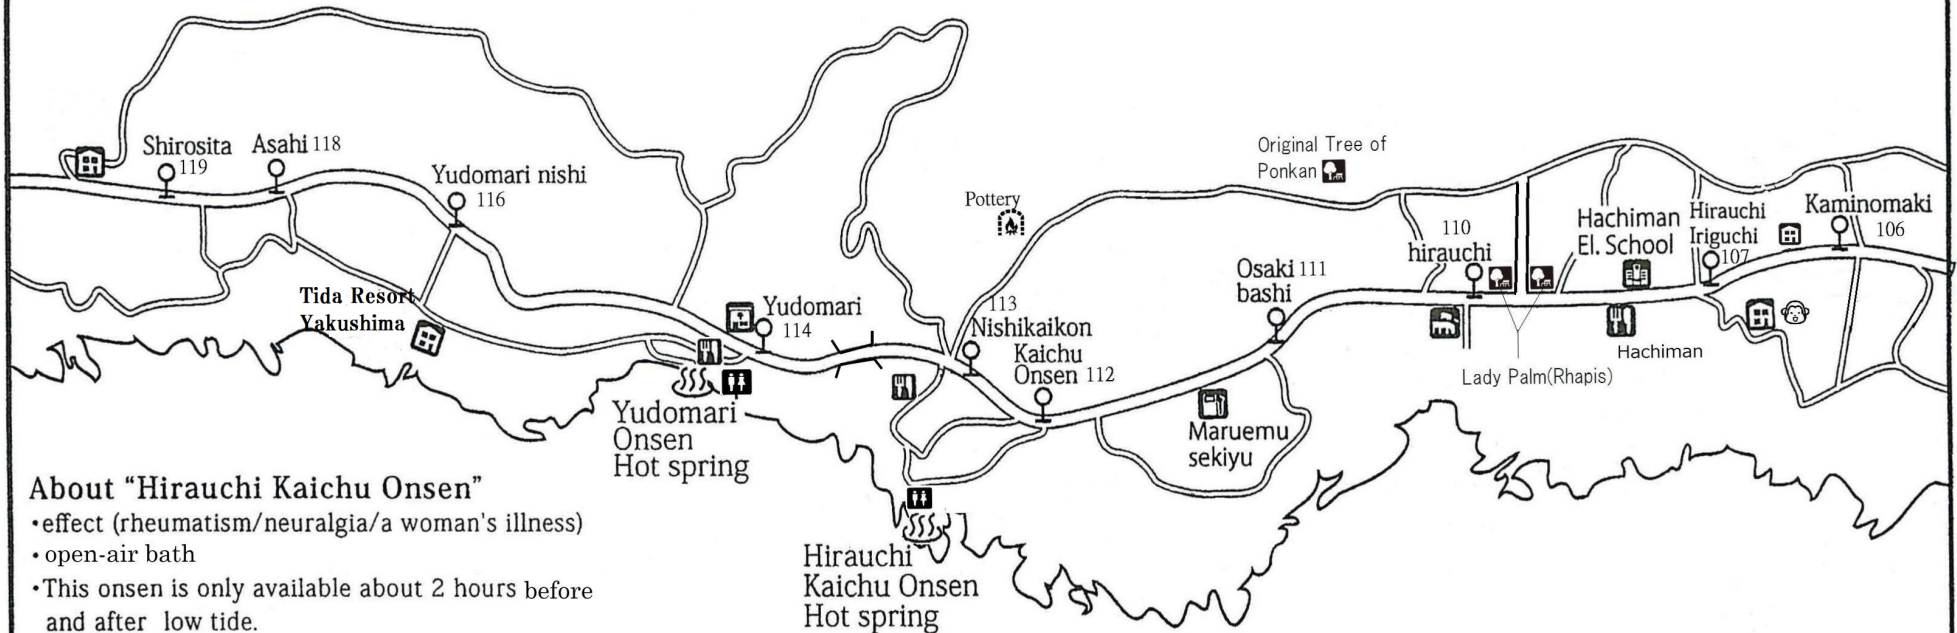 Shirosita
119
Asahi 118
Yudomari nishi
116
Tida Resort
Yakushima
Yudomari
114
Yudomari
Onsen
Hot spring
Pottery
113
Nishikaikon
Kaichu
Onsen 112
Hirauchi
Kaichu Onsen
Hot spring
Original Tree of
Ponkan
Osaki 111
bashi
Maruemu
sekiyu
110
hirauchi
Lady Palm(Rhapis)
Hachiman
El. School
Hachiman
Hirauchi
Iriguchi
107
Kaminomaki
106
About “Hirauchi Kaichu Onsen”
・effect (rheumatism/neuralgia/a woman's illness)
・open-air bath
・This onsen is only available about 2 hours before
and after low tide.